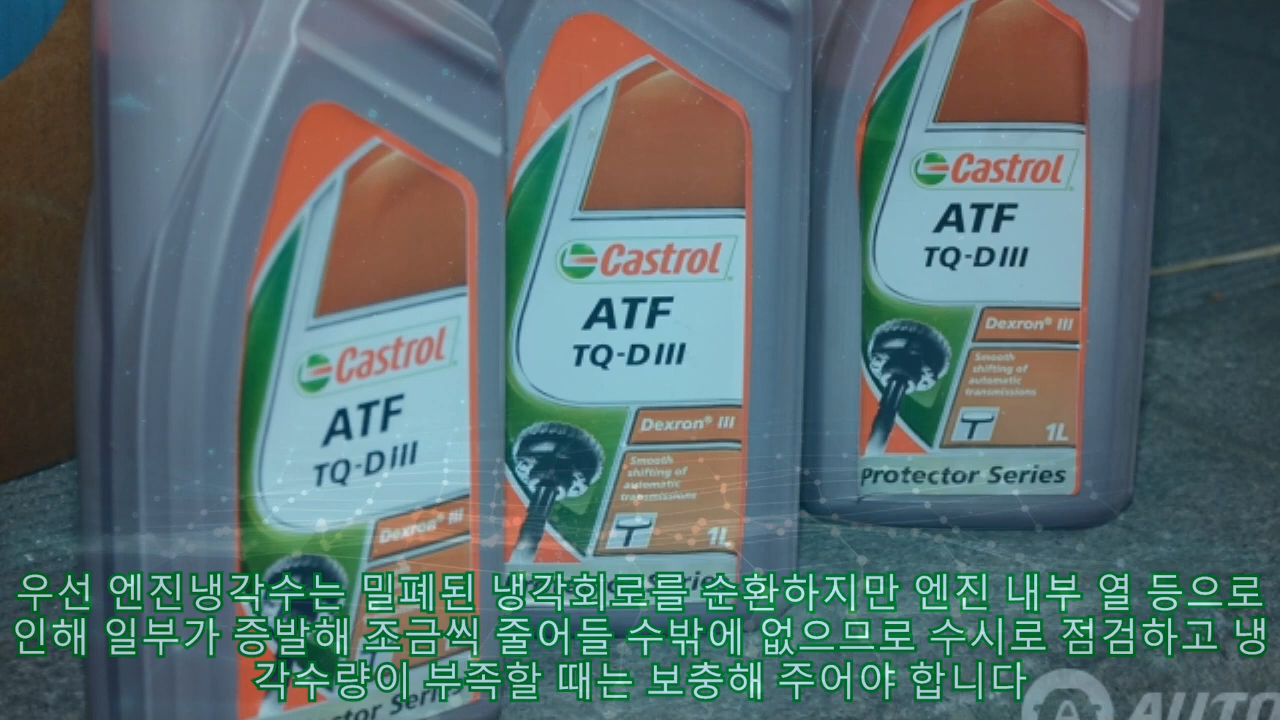 Castrol
ATF
TQ-DIII
Dexron® III
Smooth
shifting of
automatic
transmissions
T
1L
Protector Series
Castrol
ATF
TQ-DIII
Dexron® III
Smooth
shifting of
automatic
transmissions
T
1L
Castrol
ATF
TQ-DIII
Dexron® III
우선 엔진냉각수는 밀폐된 냉각회로를 순환하지만 엔진 내부 열 등으로
인해 일부가 증발해 조금씩 줄어들 수밖에 없으므로 수시로 점검하고 냉
각수량이 부족할 때는 보충해 주어야 합니다
AUTO